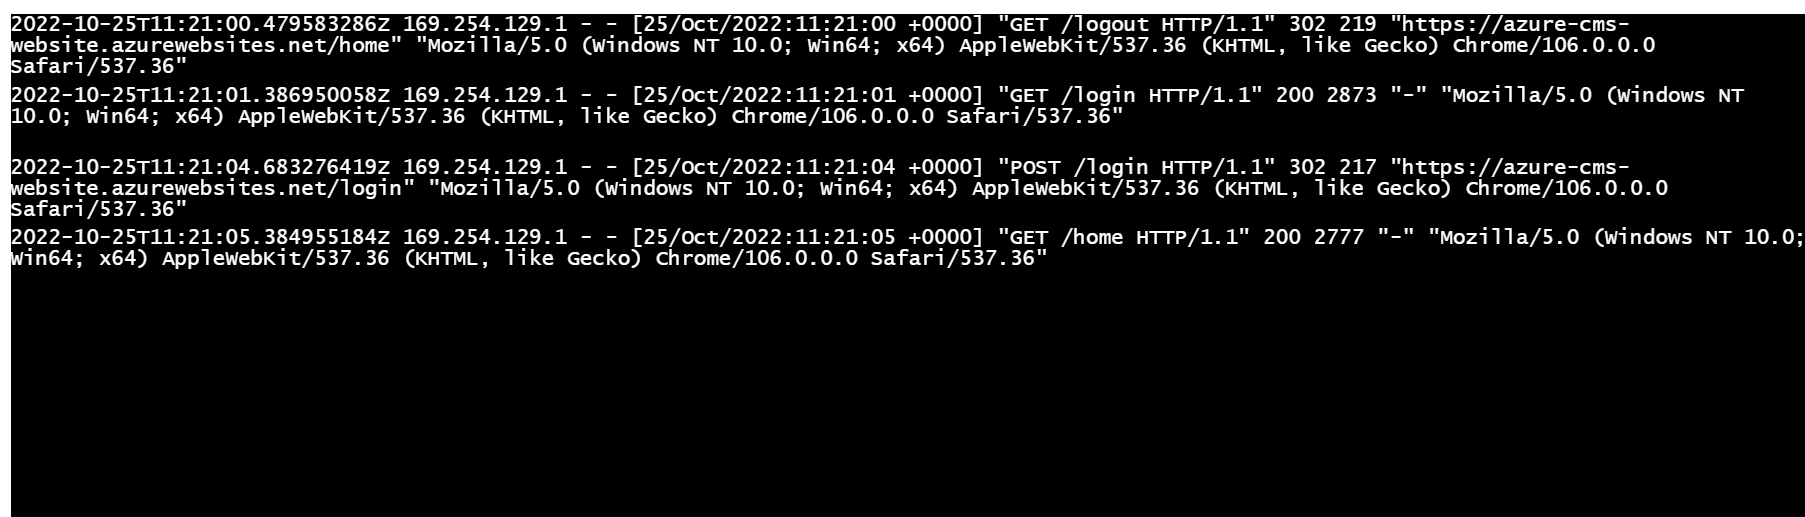 2022-10-25T11:21:00.479583286Z 169.254.129.1 - - [25/Oct/2022:11:21:00 +0000] "GET /logout HTTP/1.1" 302 219 "https://azure-cms-
website.azurewebsites.net/home" "Mozilla/5.0 (Windows NT 10.0; Win64; x64) AppleWebKit/537.36 (KHTML, like Gecko) Chrome/106.0.0.0
Safari/537.36"
2022-10-25T11:21:01.386950058Z 169.254.129.1 - - [25/Oct/2022:11:21:01 +0000] "GET /login HTTP/1.1" 200 2873 "-" "Mozilla/5.0 (Windows NT
10.0; Win64; x64) AppleWebKit/537.36 (KHTML, like Gecko) Chrome/106.0.0.0 Safari/537.36"
2022-10-25T11:21:04.683276419Z 169.254.129.1 - - [25/Oct/2022:11:21:04 +0000] "POST /login HTTP/1.1" 302 217 "https://azure-cms-
website.azurewebsites.net/login" "Mozilla/5.0 (Windows NT 10.0; Win64; x64) AppleWebKit/537.36 (KHTML, like Gecko) Chrome/106.0.0.0
Safari/537.36"
2022-10-25T11:21:05.384955184Z 169.254.129.1 - - [25/Oct/2022:11:21:05 +0000] "GET /home HTTP/1.1" 200 2777 "-" "Mozilla/5.0 (Windows NT 10.0;
Win64; x64) AppleWebKit/537.36 (KHTML, like Gecko) Chrome/106.0.0.0 Safari/537.36"